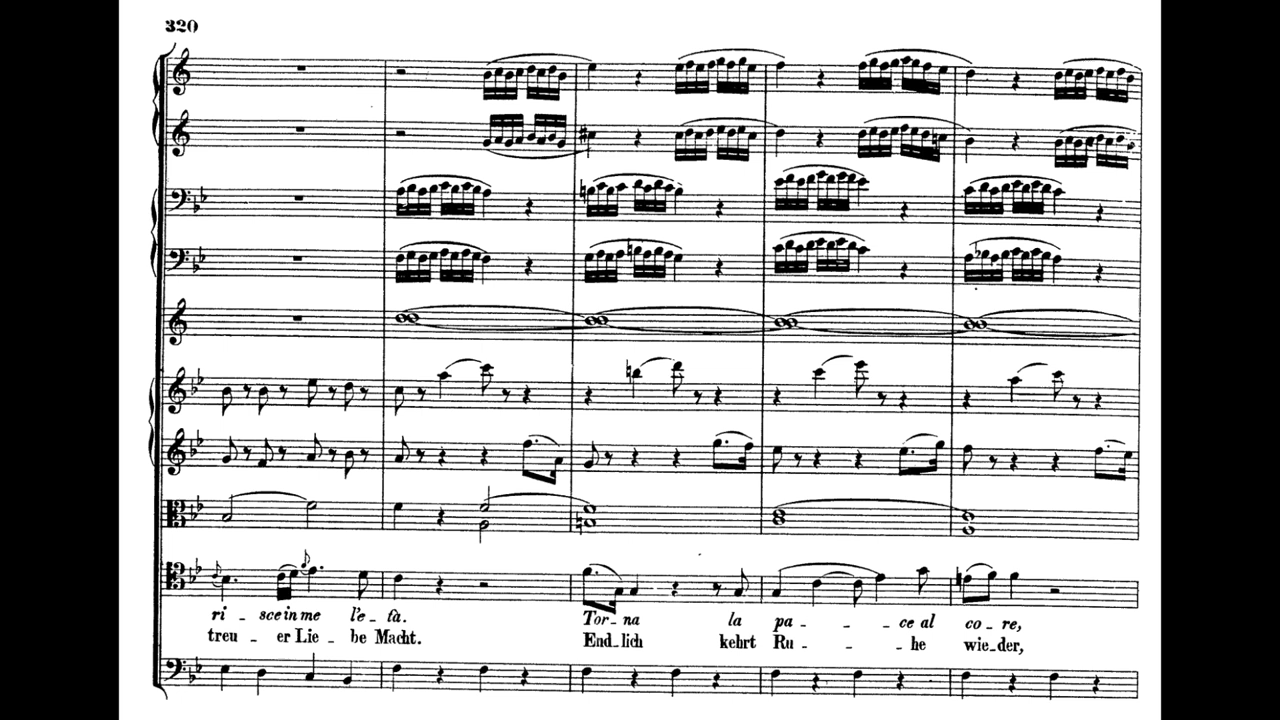 320
ri - sce in me l'e - tà.
Tor - na la pa - - ce al co - re,
treu - er Lie - be Macht.
End - lich kehrt Ru - - he wie - der,